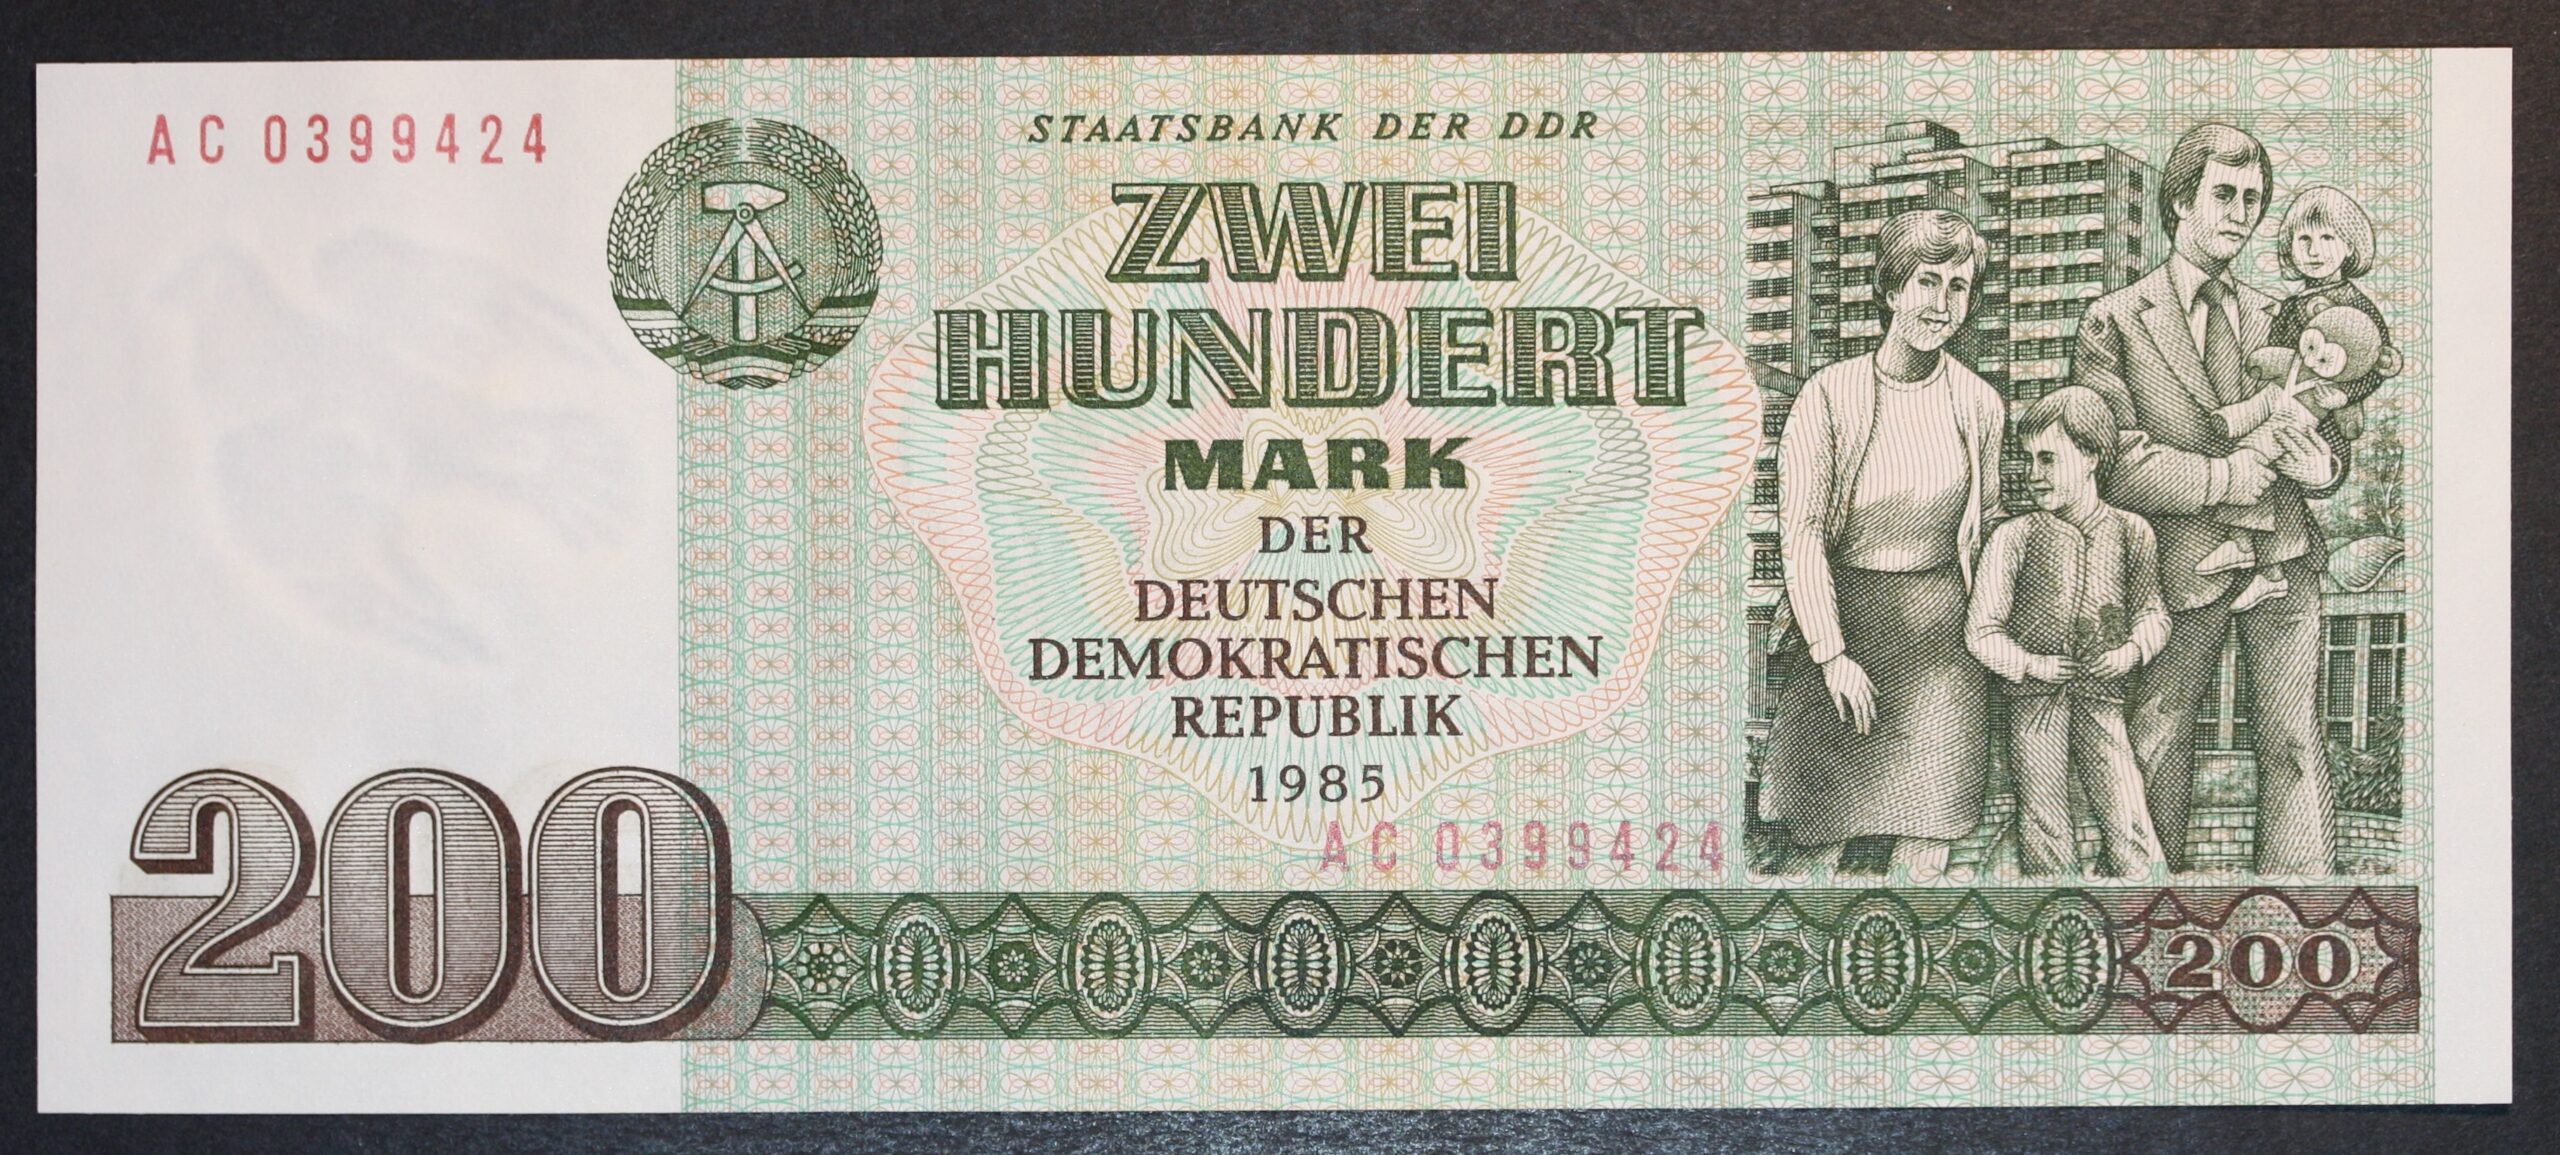 AC 0399424
STAATSBANK DER DDR
ZWEI
HUNDERT
MARK
DER
DEUTSCHEN
DEMOKRATISCHEN
REPUBLIK
1985
AC 0399424
200
200